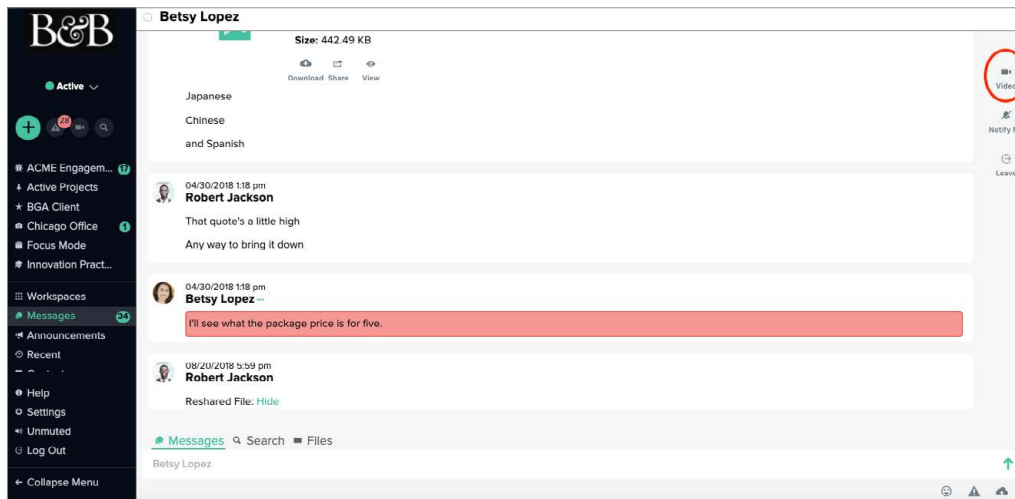 B&B
Active
28
ACME Engagem... 17
Active Projects
BGA Client
Chicago Office 1
Focus Mode
Innovation Pract...
Workspaces
Messages 34
Announcements
Recent
Help
Settings
Unmuted
Log Out
Collapse Menu
Betsy Lopez
Size: 442.49 KB
Download Share View
Japanese
Chinese
and Spanish
04/30/2018 1:18 pm
Robert Jackson
That quote's a little high
Any way to bring it down
04/30/2018 1:18 pm
Betsy Lopez
I'll see what the package price is for five.
08/20/2018 5:59 pm
Robert Jackson
Reshared File: Hide
Messages Search Files
Betsy Lopez
Video
Notify
Leave